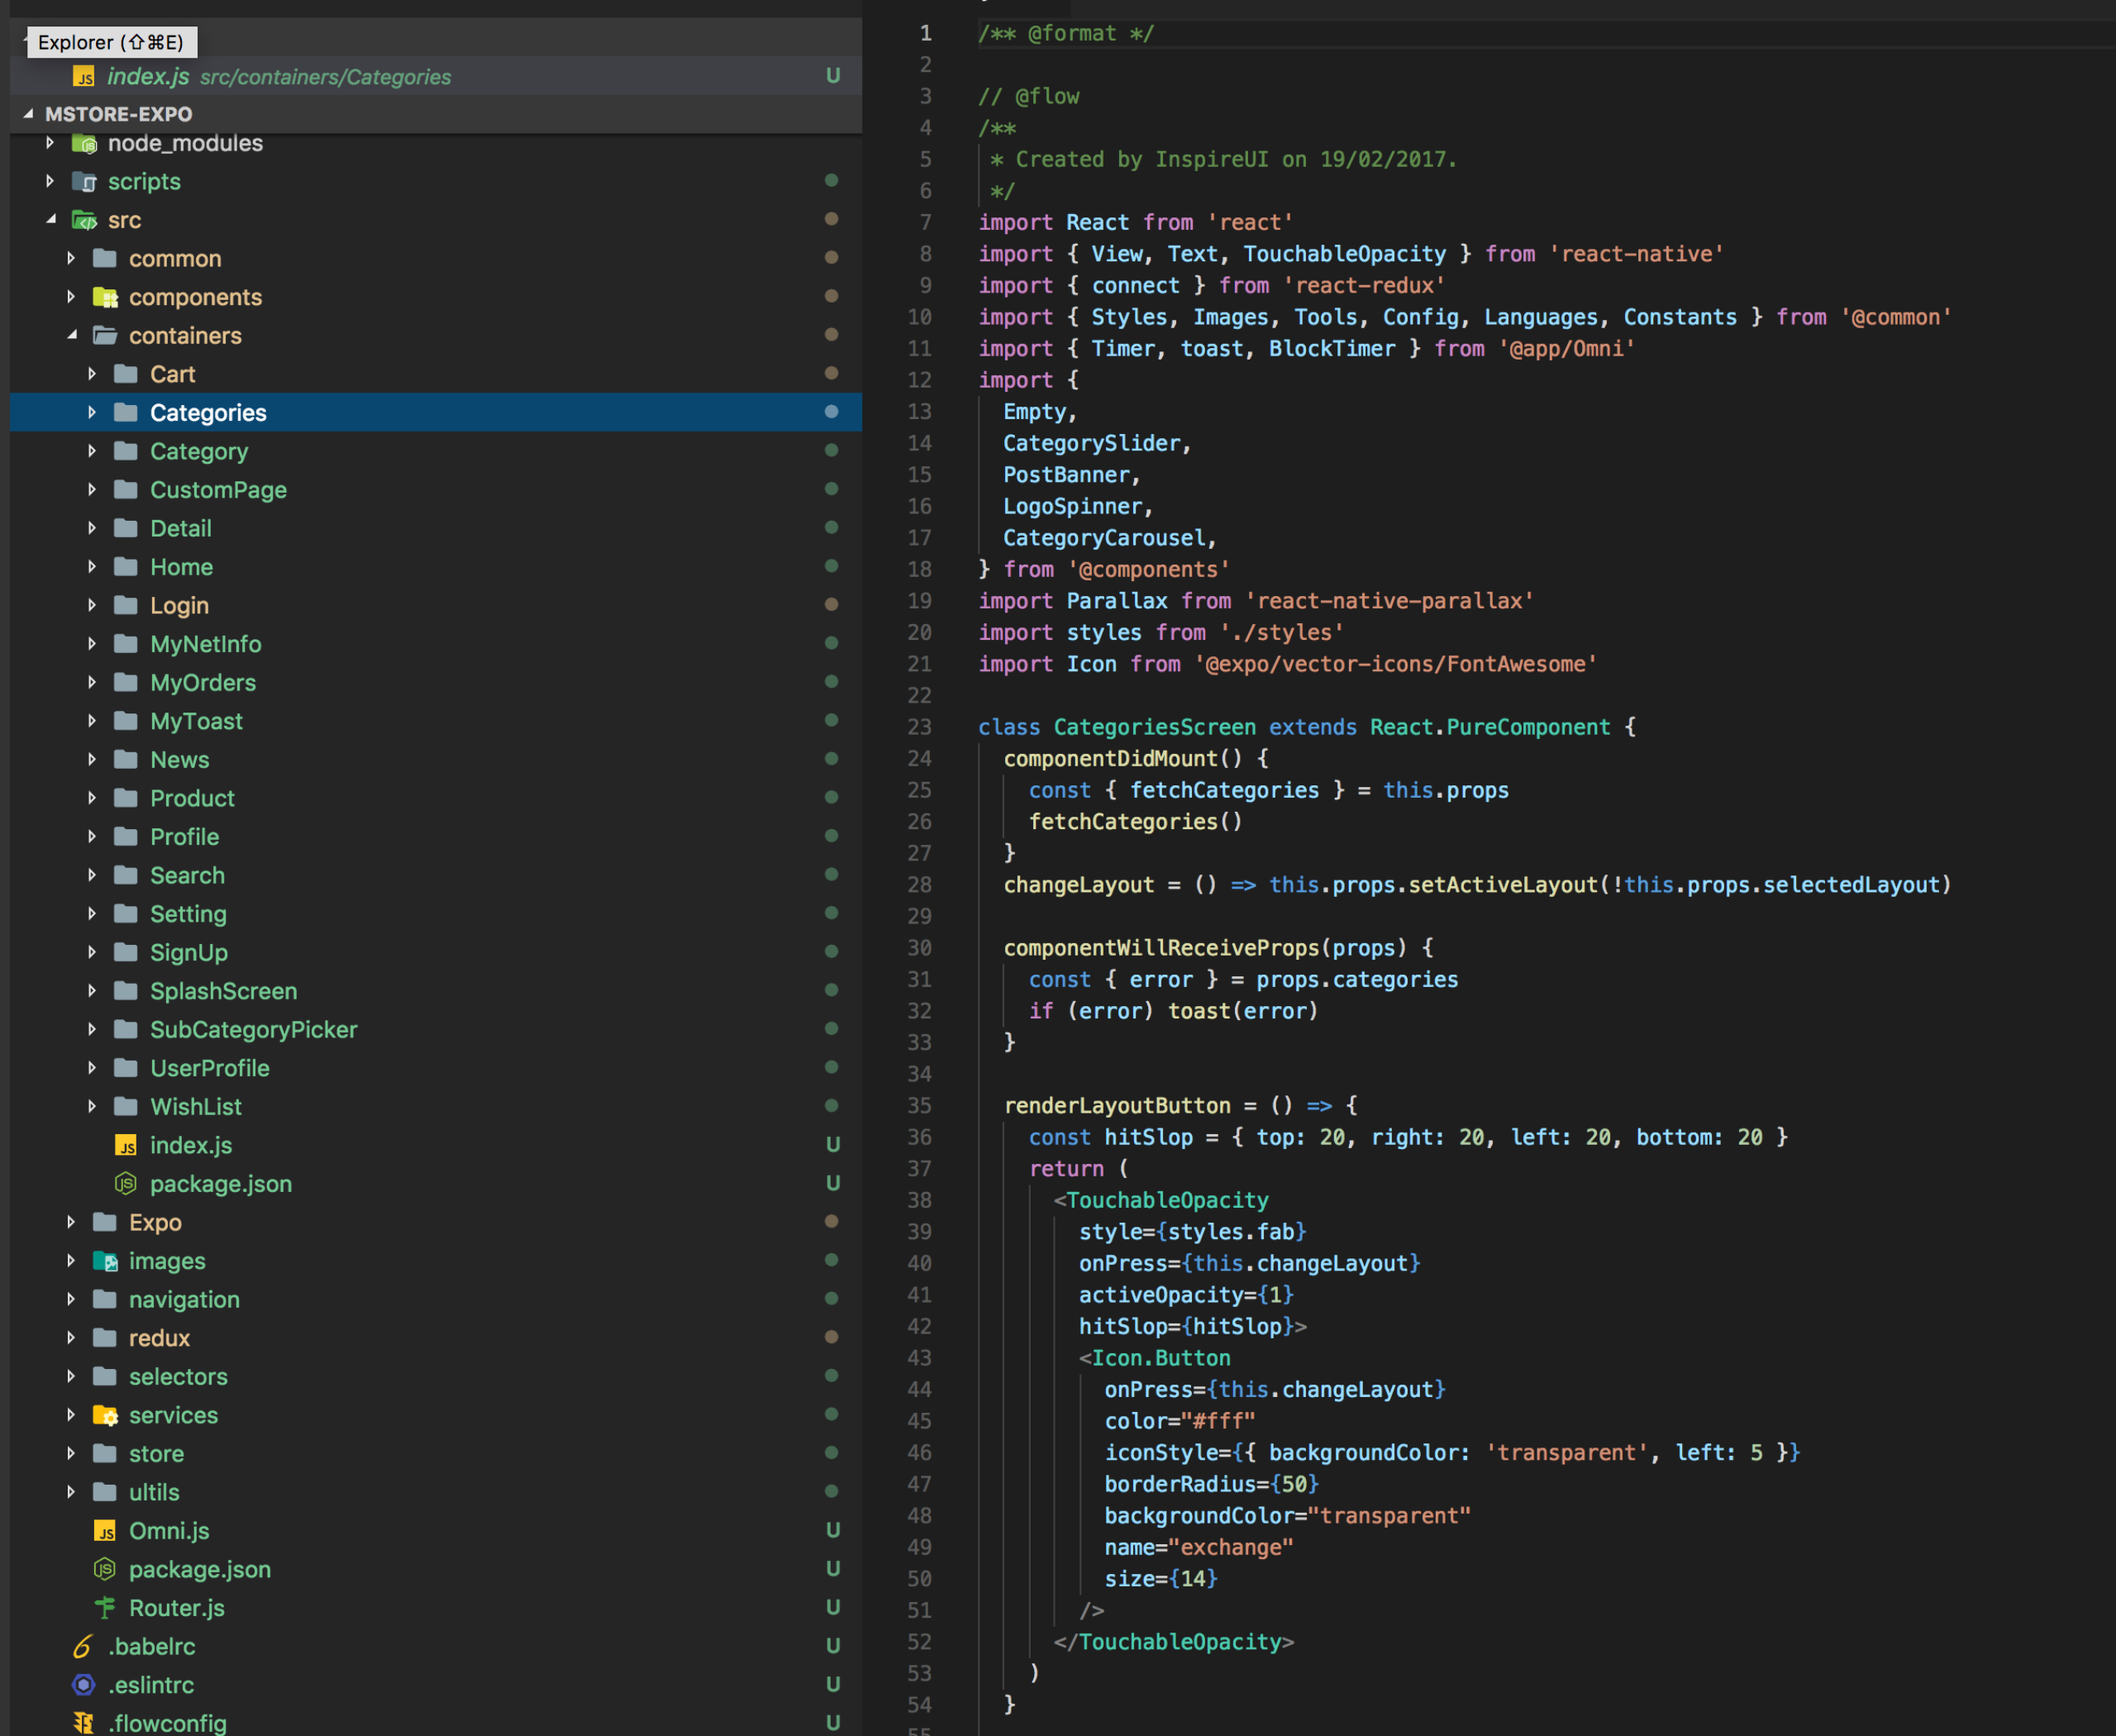 Explorer (⇧⌘E)
index.js src/containers/Categories U
MSTORE-EXPO
node_modules
scripts
src
common
components
containers
Cart
Categories
Category
CustomPage
Detail
Home
Login
MyNetInfo
MyOrders
MyToast
News
Product
Profile
Search
Setting
SignUp
SplashScreen
SubCategoryPicker
UserProfile
WishList
index.js U
package.json U
Expo
images
navigation
redux
selectors
services
store
ultils
Omni.js U
package.json U
Router.js U
.babelrc U
.eslintrc U
.flowconfig U
1 /** @format */
2
3 // @flow
4 /**
5 * Created by InspireUI on 19/02/2017.
6 */
7 import React from 'react'
8 import { View, Text, TouchableOpacity } from 'react-native'
9 import { connect } from 'react-redux'
10 import { Styles, Images, Tools, Config, Languages, Constants } from '@common'
11 import { Timer, toast, BlockTimer } from '@app/Omni'
12 import {
13 Empty,
14 CategorySlider,
15 PostBanner,
16 LogoSpinner,
17 CategoryCarousel,
18 } from '@components'
19 import Parallax from 'react-native-parallax'
20 import styles from './styles'
21 import Icon from '@expo/vector-icons/FontAwesome'
22
23 class CategoriesScreen extends React.PureComponent {
24 componentDidMount() {
25 const { fetchCategories } = this.props
26 fetchCategories()
27 }
28 changeLayout = () => this.props.setActiveLayout(!this.props.selectedLayout)
29
30 componentWillReceiveProps(props) {
31 const { error } = props.categories
32 if (error) toast(error)
33 }
34
35 renderLayoutButton = () => {
36 const hitSlop = { top: 20, right: 20, left: 20, bottom: 20 }
37 return (
38 <TouchableOpacity
39 style={styles.fab}
40 onPress={this.changeLayout}
41 activeOpacity={1}
42 hitSlop={hitSlop}>
43 <Icon.Button
44 onPress={this.changeLayout}
45 color="#fff"
46 iconStyle={{ backgroundColor: 'transparent', left: 5 }}
47 borderRadius={50}
48 backgroundColor="transparent"
49 name="exchange"
50 size={14}
51 />
52 </TouchableOpacity>
53 )
54 }
55